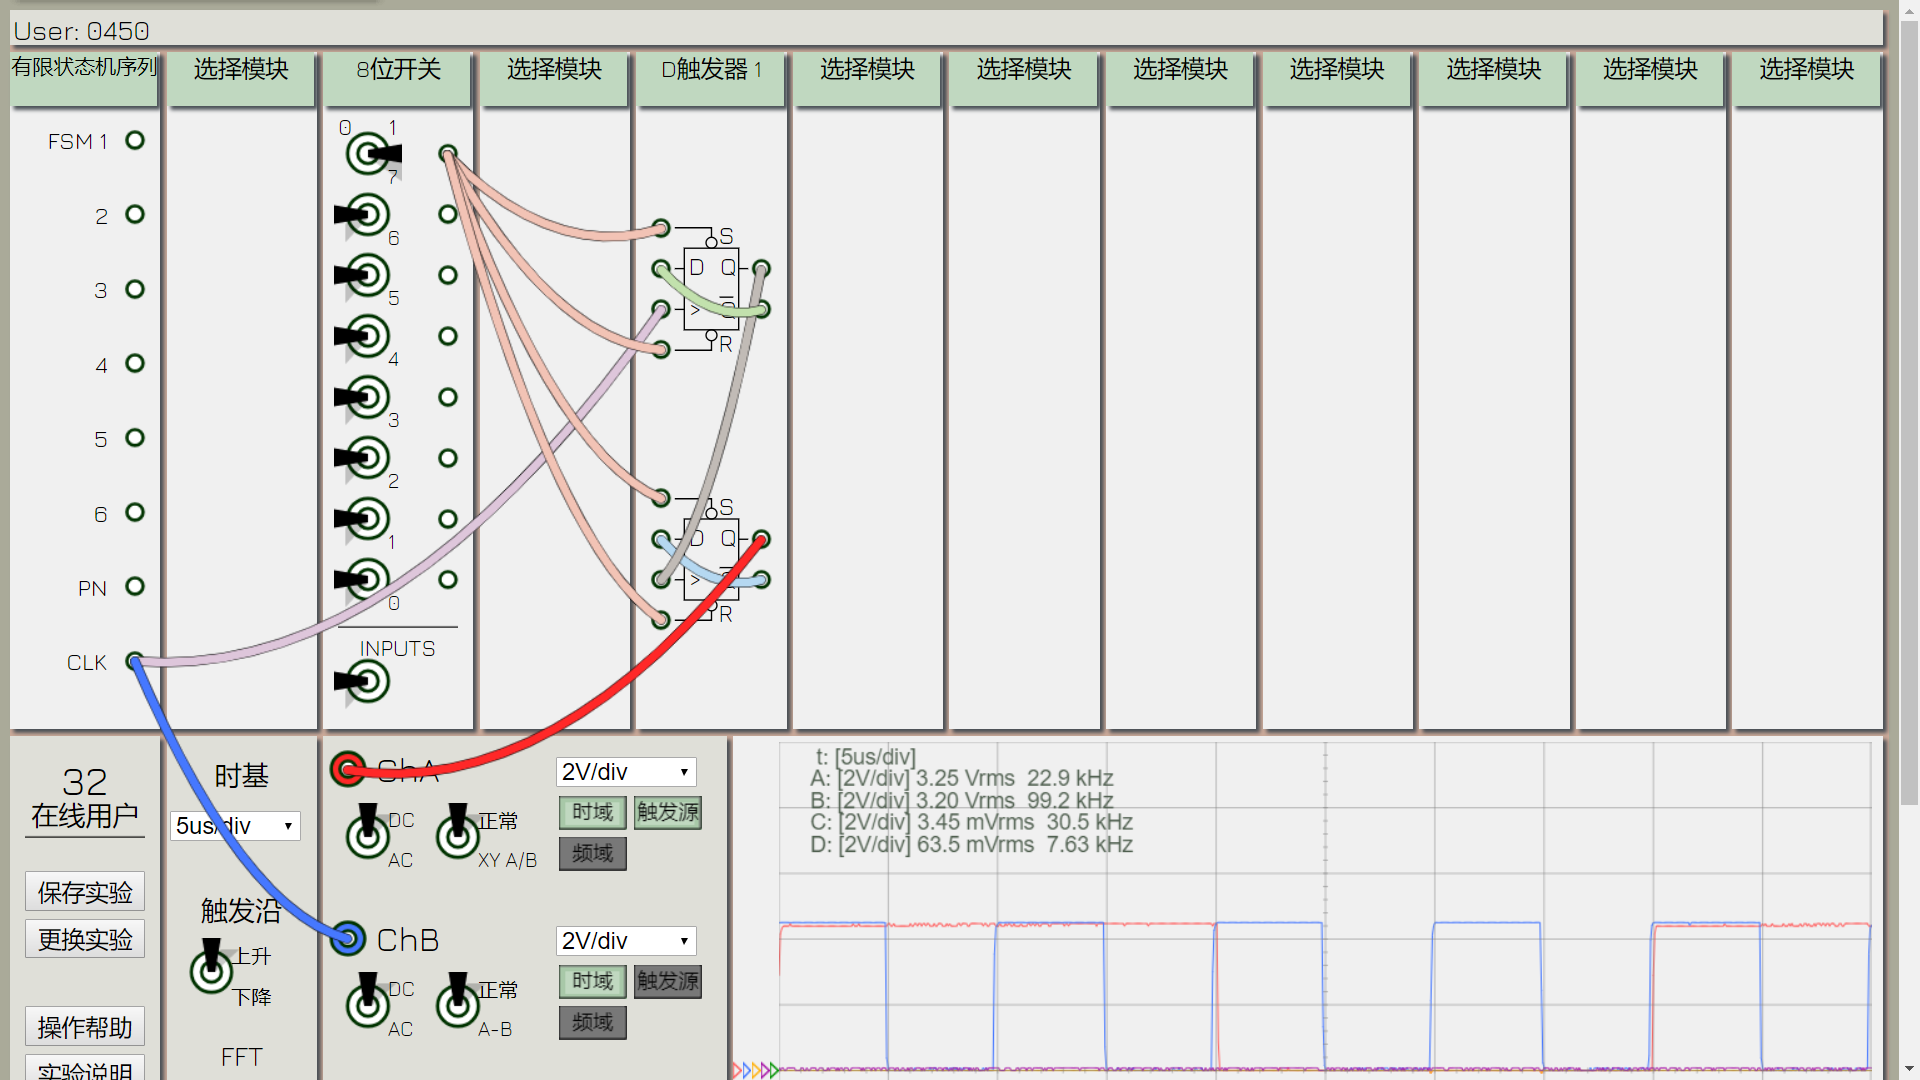 User: 0450
有限状态机序列
选择模块
8位开关
选择模块
D触发器 1
选择模块
选择模块
选择模块
选择模块
选择模块
选择模块
选择模块
FSM 1
2
3
4
5
6
PN
CLK
0 1
7
6
5
4
3
2
1
0
INPUTS
S
D Q
> Q
R
S
D Q
> Q
R
32
在线用户
保存实验
更换实验
操作帮助
实验说明
时基
5us/div
触发沿
上升
下降
FFT
ChA
2V/div
DC
AC
正常
XY A/B
时域
触发源
频域
ChB
2V/div
DC
AC
正常
A-B
时域
触发源
频域
t: [5us/div]
A: [2V/div] 3.25 Vrms 22.9 kHz
B: [2V/div] 3.20 Vrms 99.2 kHz
C: [2V/div] 3.45 mVrms 30.5 kHz
D: [2V/div] 63.5 mVrms 7.63 kHz